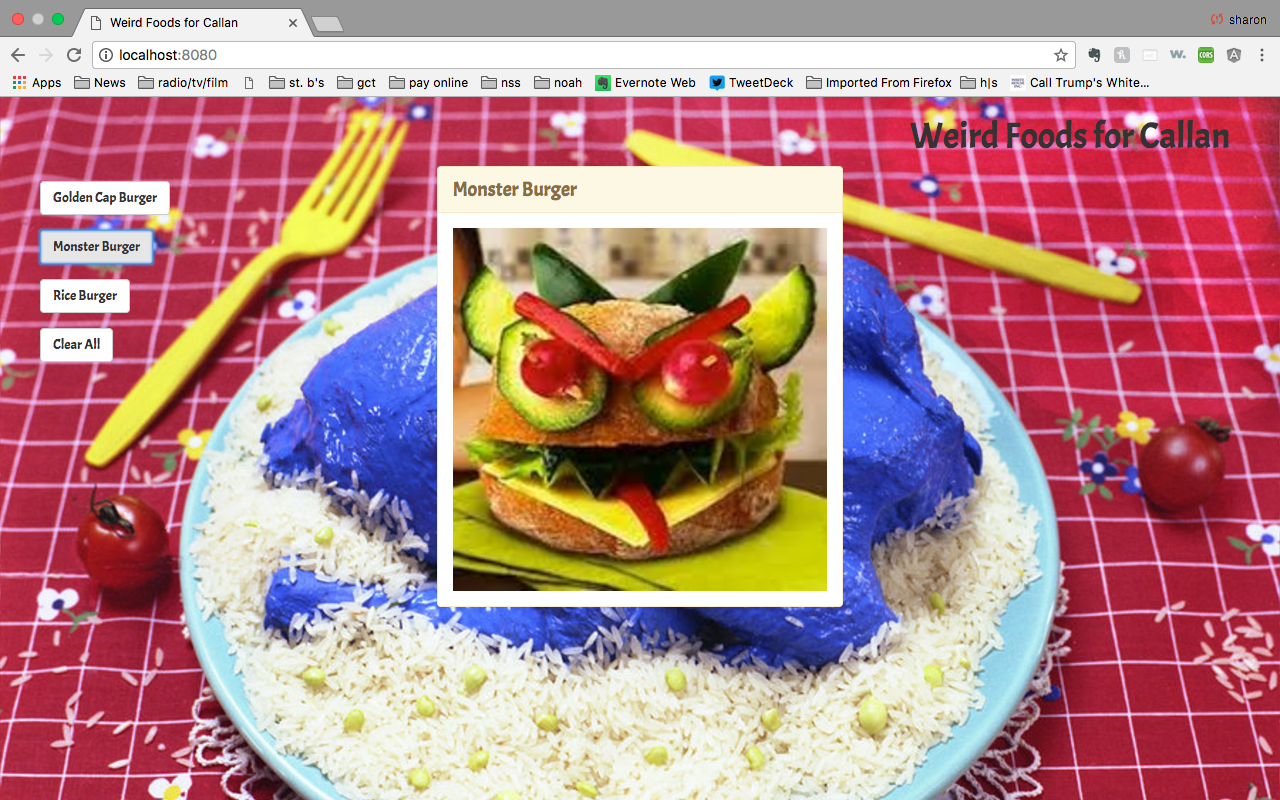 Weird Foods for Callan
sharon
localhost:8080
w.
CORS
Apps News radio/tv/film st. b's gct pay online nss noah Evernote Web TweetDeck Imported From Firefox h|s Call Trump's White...
Weird Foods for Callan
Golden Cap Burger
Monster Burger
Rice Burger
Clear All
Monster Burger